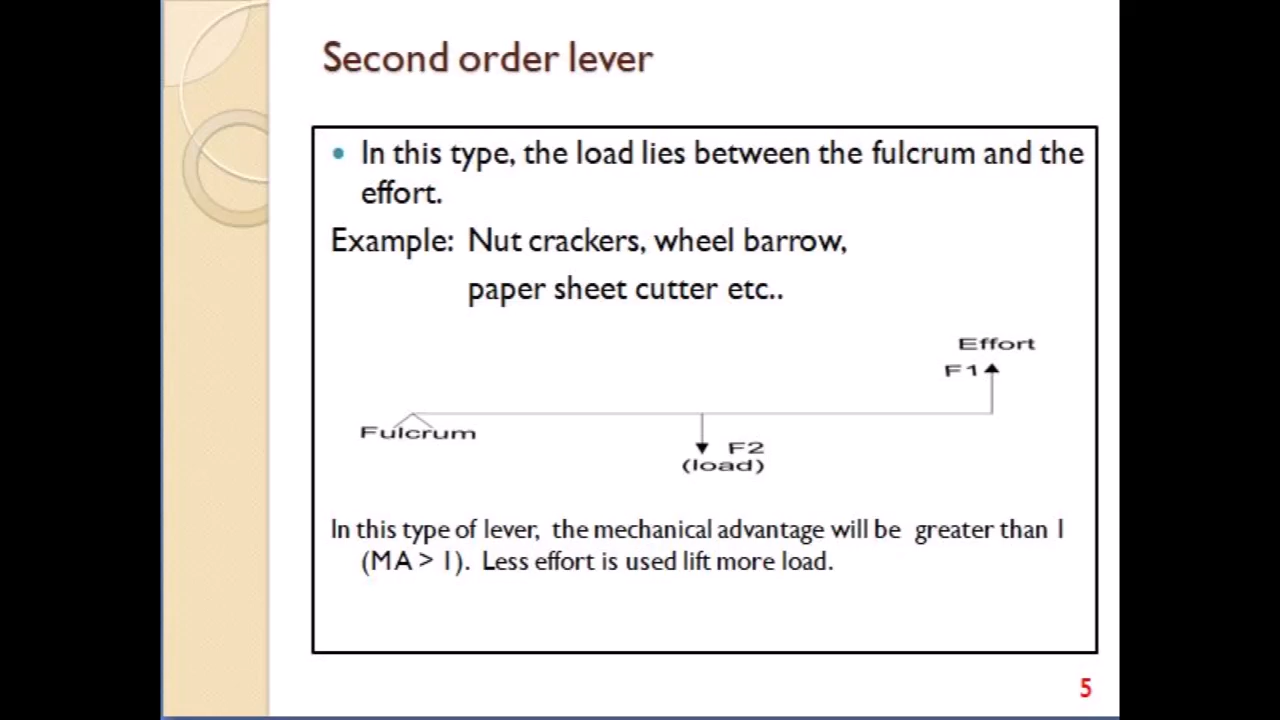 Second order lever
• In this type, the load lies between the fulcrum and the
effort.
Example: Nut crackers, wheel barrow,
paper sheet cutter etc..
Effort
F1
Fulcrum
F2
(load)
In this type of lever, the mechanical advantage will be greater than 1
(MA > 1). Less effort is used lift more load.
5